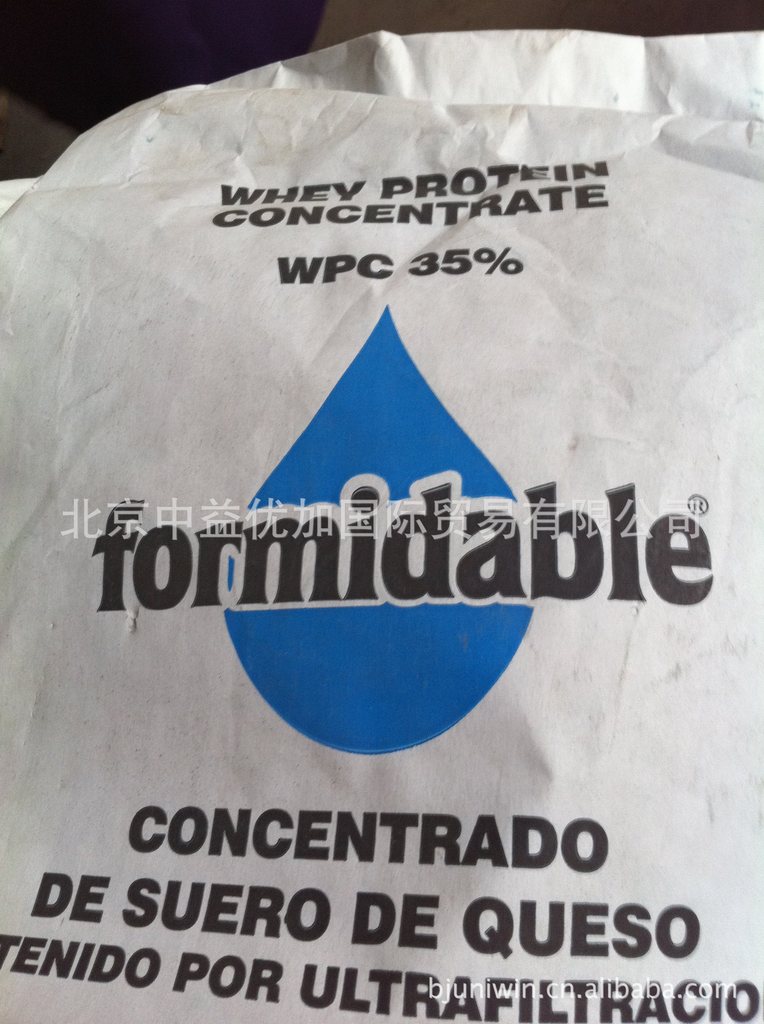 WHEY PROTEIN
CONCENTRATE
WPC 35%
北京中益优加国际贸易有限公司
formidable®
CONCENTRADO
DE SUERO DE QUESO
TENIDO POR ULTRAFILTRACIO
bjuniwin.cn.alibaba.com